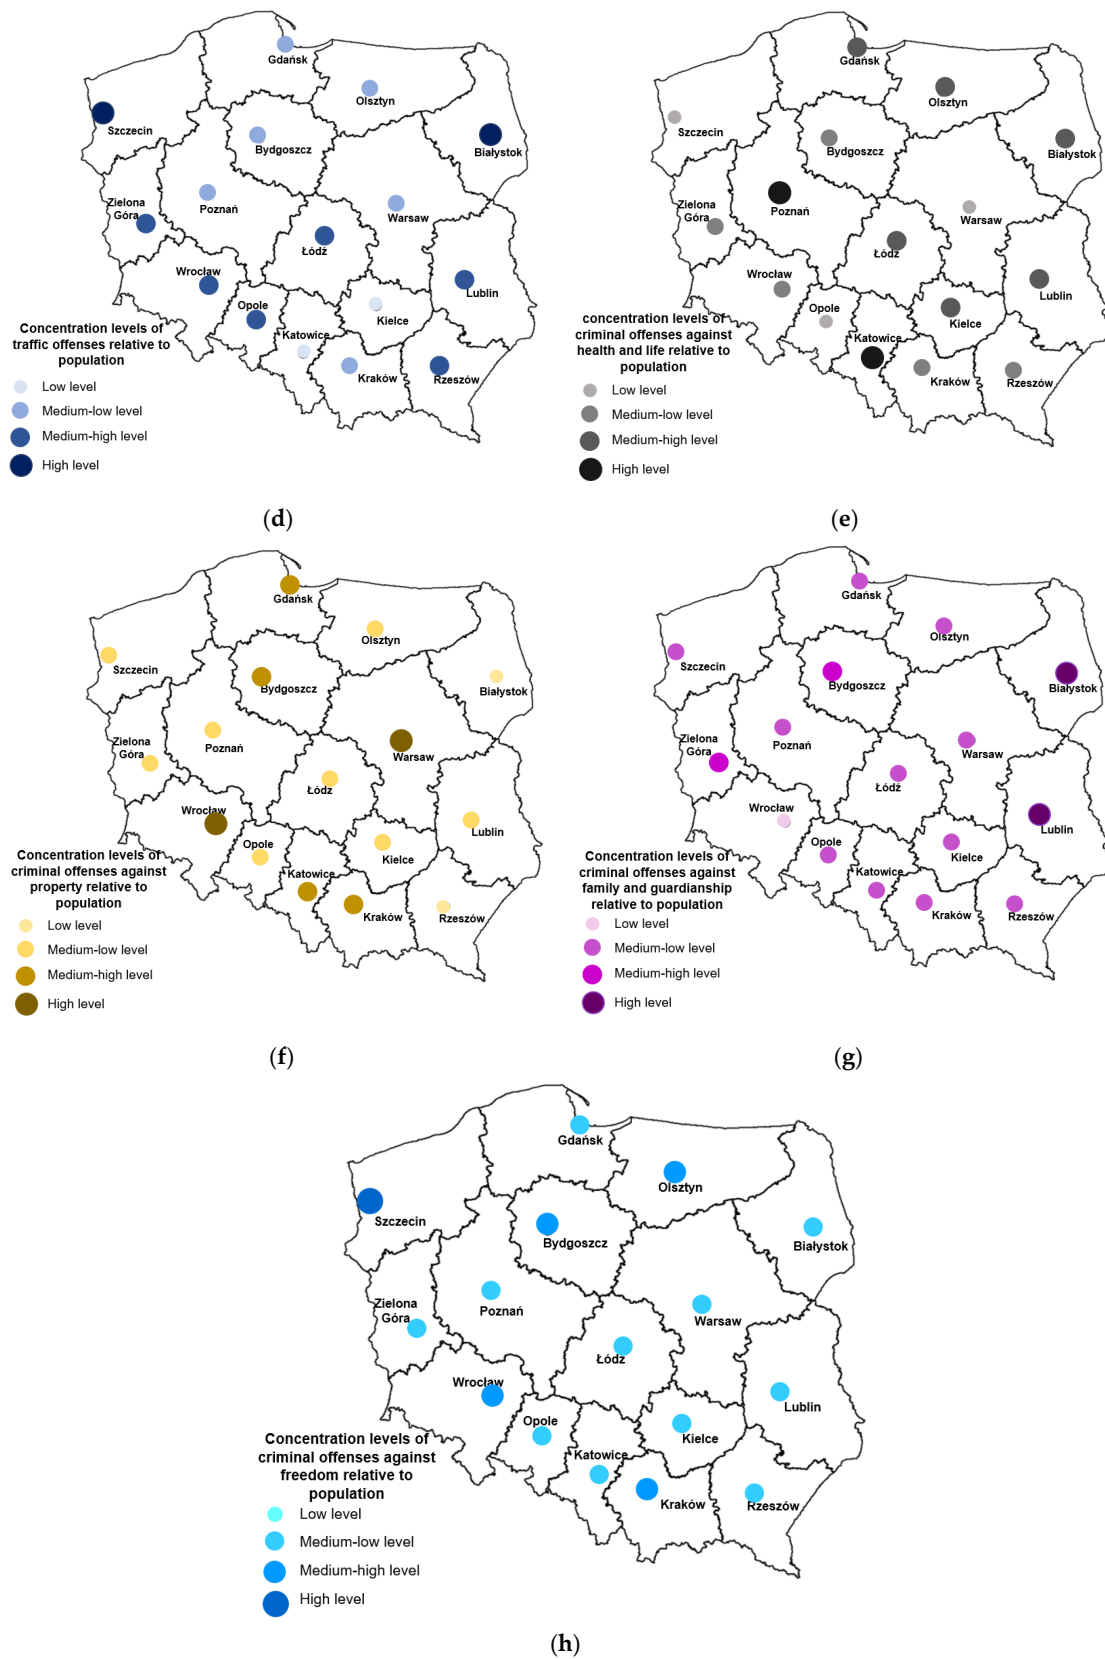 Gdańsk
Olsztyn
Szczecin
Bydgoszcz
Białystok
Zielona
Góra
Poznań
Warsaw
Łódź
Wrocław
Lublin
Opole
Kielce
Katowice
Kraków
Rzeszów
Concentration levels of
traffic offenses relative to
population
Low level
Medium-low level
Medium-high level
High level
(d)
Gdańsk
Olsztyn
Szczecin
Bydgoszcz
Białystok
Zielona
Góra
Poznań
Warsaw
Łódź
Wrocław
Lublin
Opole
Kielce
Katowice
Kraków
Rzeszów
concentration levels of
criminal offenses against
health and life relative to
population
Low level
Medium-low level
Medium-high level
High level
(e)
Gdańsk
Olsztyn
Szczecin
Bydgoszcz
Białystok
Zielona
Góra
Poznań
Warsaw
Łódź
Wrocław
Lublin
Opole
Kielce
Katowice
Kraków
Rzeszów
Concentration levels of
criminal offenses against
property relative to
population
Low level
Medium-low level
Medium-high level
High level
(f)
Gdańsk
Olsztyn
Szczecin
Bydgoszcz
Białystok
Zielona
Góra
Poznań
Warsaw
Łódź
Wrocław
Lublin
Opole
Kielce
Katowice
Kraków
Rzeszów
Concentration levels of
criminal offenses against
family and guardianship
relative to population
Low level
Medium-low level
Medium-high level
High level
(g)
Gdańsk
Olsztyn
Szczecin
Bydgoszcz
Białystok
Zielona
Góra
Poznań
Warsaw
Łódź
Wrocław
Lublin
Opole
Kielce
Katowice
Kraków
Rzeszów
Concentration levels of
criminal offenses against
freedom relative to
population
Low level
Medium-low level
Medium-high level
High level
(h)